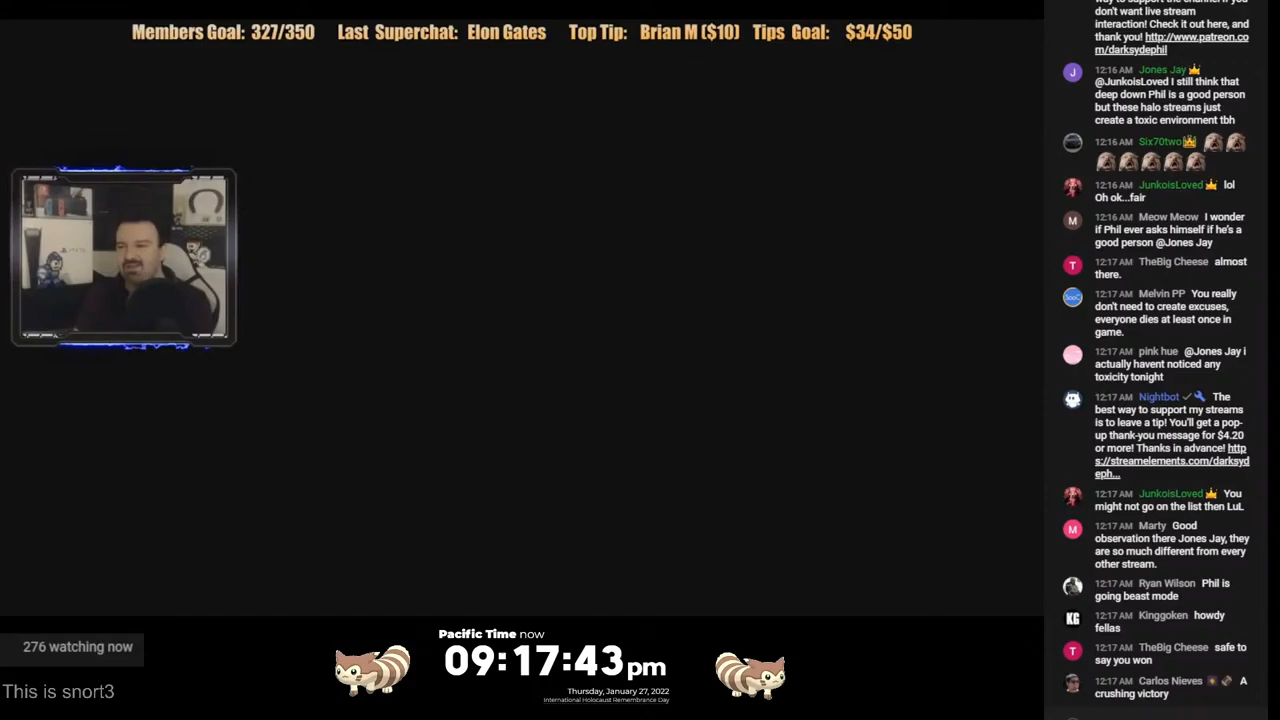 Members Goal: 327/350 Last Superchat: Elon Gates Top Tip: Brian M ($10) Tips Goal: $34/$50
don't want live stream
interaction! Check it out here, and
thank you! http://www.patreon.co
m/darksydephil
12:16 AM Jones Jay
@JunkoisLoved I still think that
deep down Phil is a good person
but these halo streams just
create a toxic environment tbh
12:16 AM Six70two
12:16 AM JunkoisLoved lol
Oh ok...fair
12:16 AM Meow Meow I wonder
if Phil ever asks himself if he's a
good person @Jones Jay
12:17 AM TheBig Cheese almost
there.
12:17 AM Melvin PP You really
don't need to create excuses,
everyone dies at least once in
game.
12:17 AM pink hue @Jones Jay i
actually havent noticed any
toxicity tonight
12:17 AM Nightbot The
best way to support my streams
is to leave a tip! You'll get a pop-
up thank-you message for $4.20
or more! Thanks in advance! http
s://streamelements.com/darksyd
eph...
12:17 AM JunkoisLoved You
might not go on the list then LuL
12:17 AM Marty Good
observation there Jones Jay, they
are so much different from every
other stream.
12:17 AM Ryan Wilson Phil is
going beast mode
12:17 AM Kinggoken howdy
fellas
12:17 AM TheBig Cheese safe to
say you won
12:17 AM Carlos Nieves A
crushing victory
276 watching now
This is snort3
Pacific Time now
09:17:43pm
Thursday, January 27, 2022
International Holocaust Remembrance Day